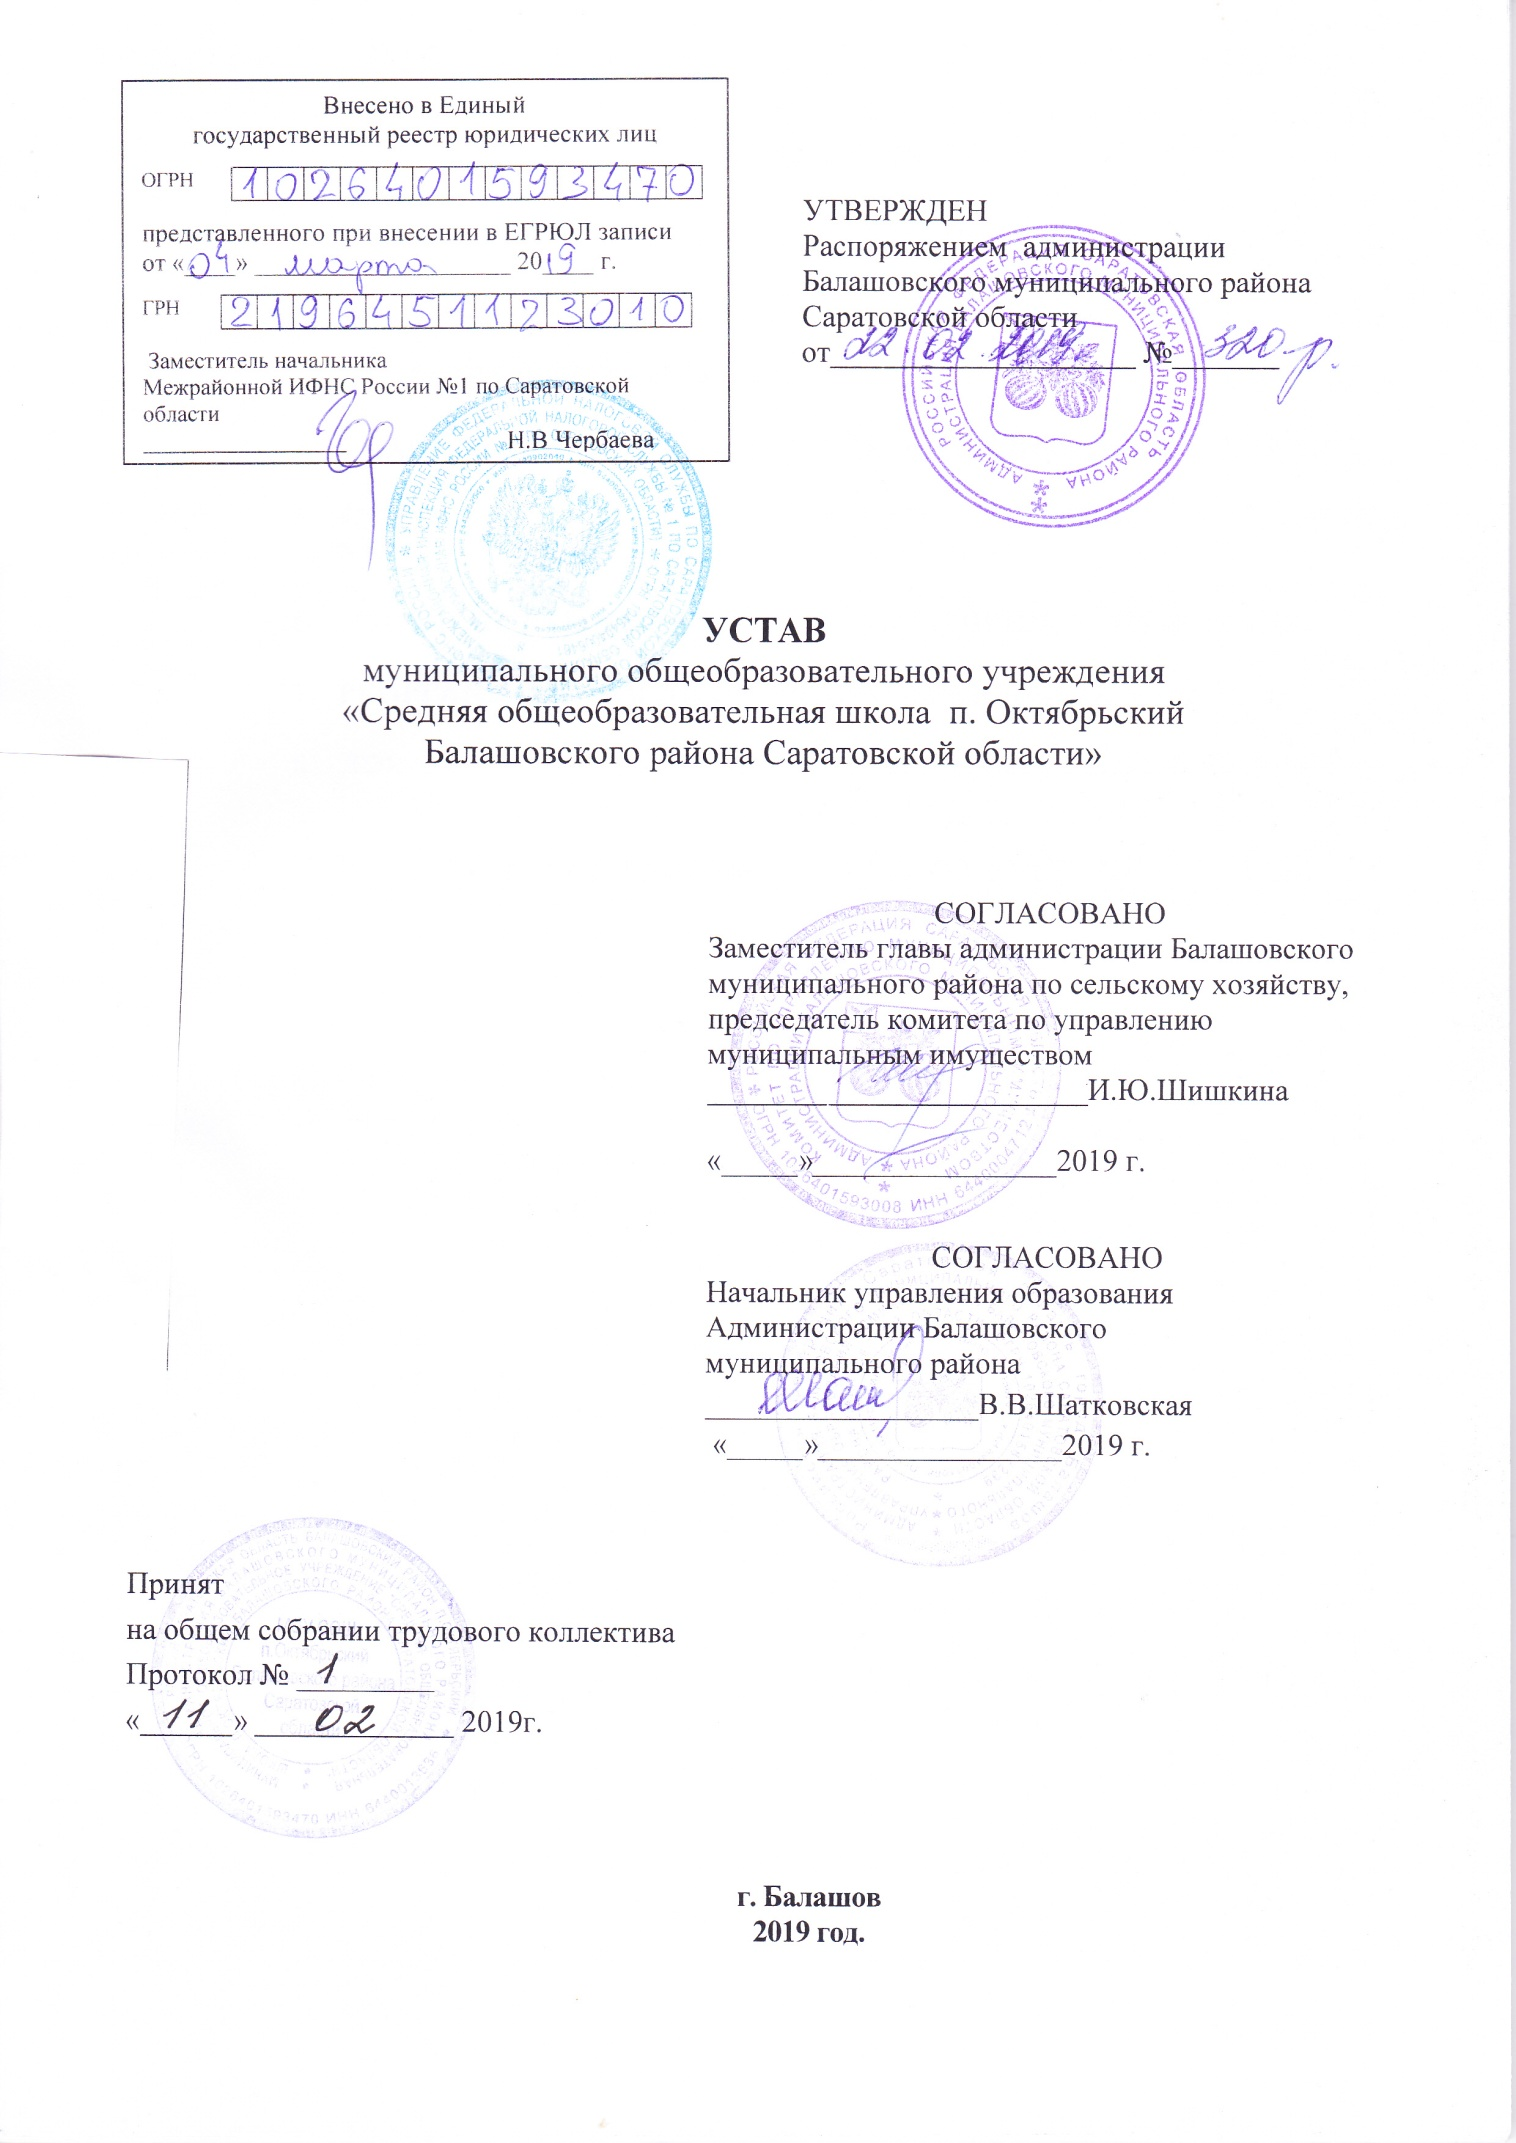 Внесено в Единый
государственный реестр юридических лиц
ОГРН 1026401593470
представленного при внесении в ЕГРЮЛ записи
от «04» марта 2019 г.
ГРН 2196451123010
Заместитель начальника
Межрайонной ИФНС России №1 по Саратовской
области
Н.В Чербаева
УТВЕРЖДЕН
Распоряжением администрации
Балашовского муниципального района
Саратовской области
от 22.02.2019 № 320-р.
УСТАВ
муниципального общеобразовательного учреждения
«Средняя общеобразовательная школа п. Октябрьский
Балашовского района Саратовской области»
СОГЛАСОВАНО
Заместитель главы администрации Балашовского
муниципального района по сельскому хозяйству,
председатель комитета по управлению
муниципальным имуществом
И.Ю.Шишкина
«_____»________________2019 г.
СОГЛАСОВАНО
Начальник управления образования
Администрации Балашовского
муниципального района
В.В.Шатковская
«_____»________________2019 г.
Принят
на общем собрании трудового коллектива
Протокол № 1
«11» 02 2019г.
г. Балашов
2019 год.